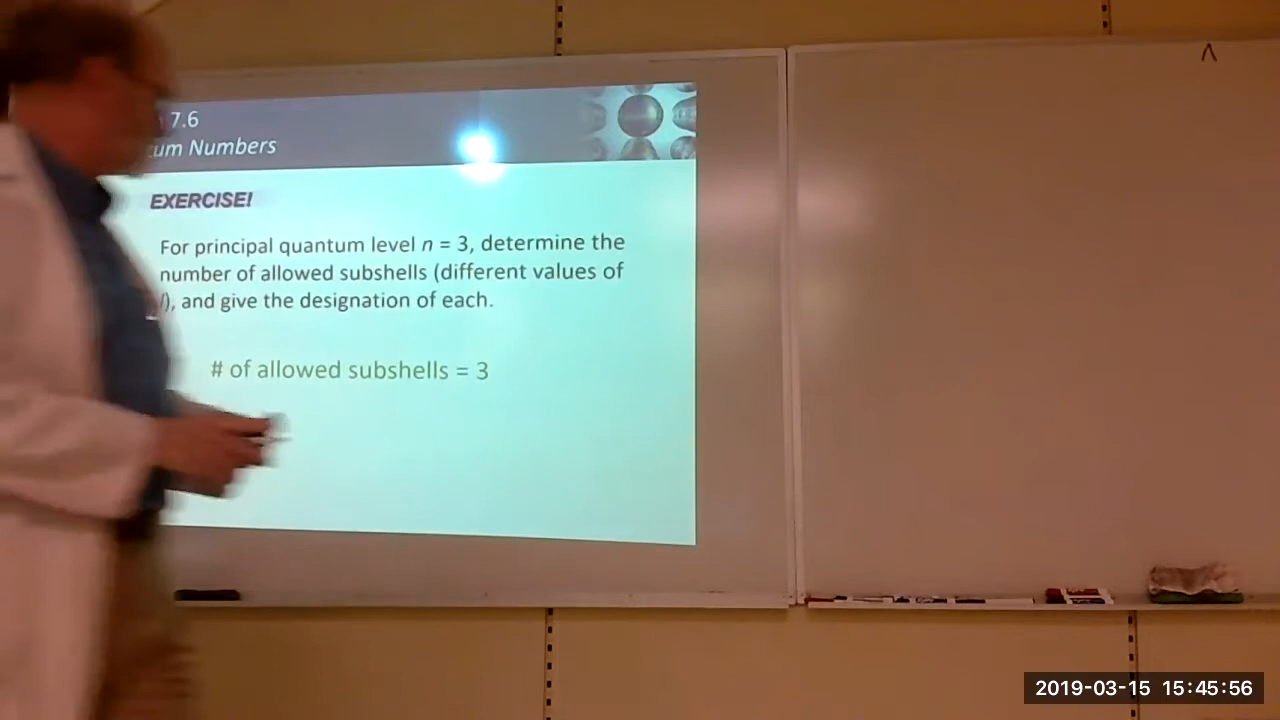 7.6
um Numbers
EXERCISE!
For principal quantum level n = 3, determine the
number of allowed subshells (different values of
l), and give the designation of each.
# of allowed subshells = 3
2019-03-15 15:45:56